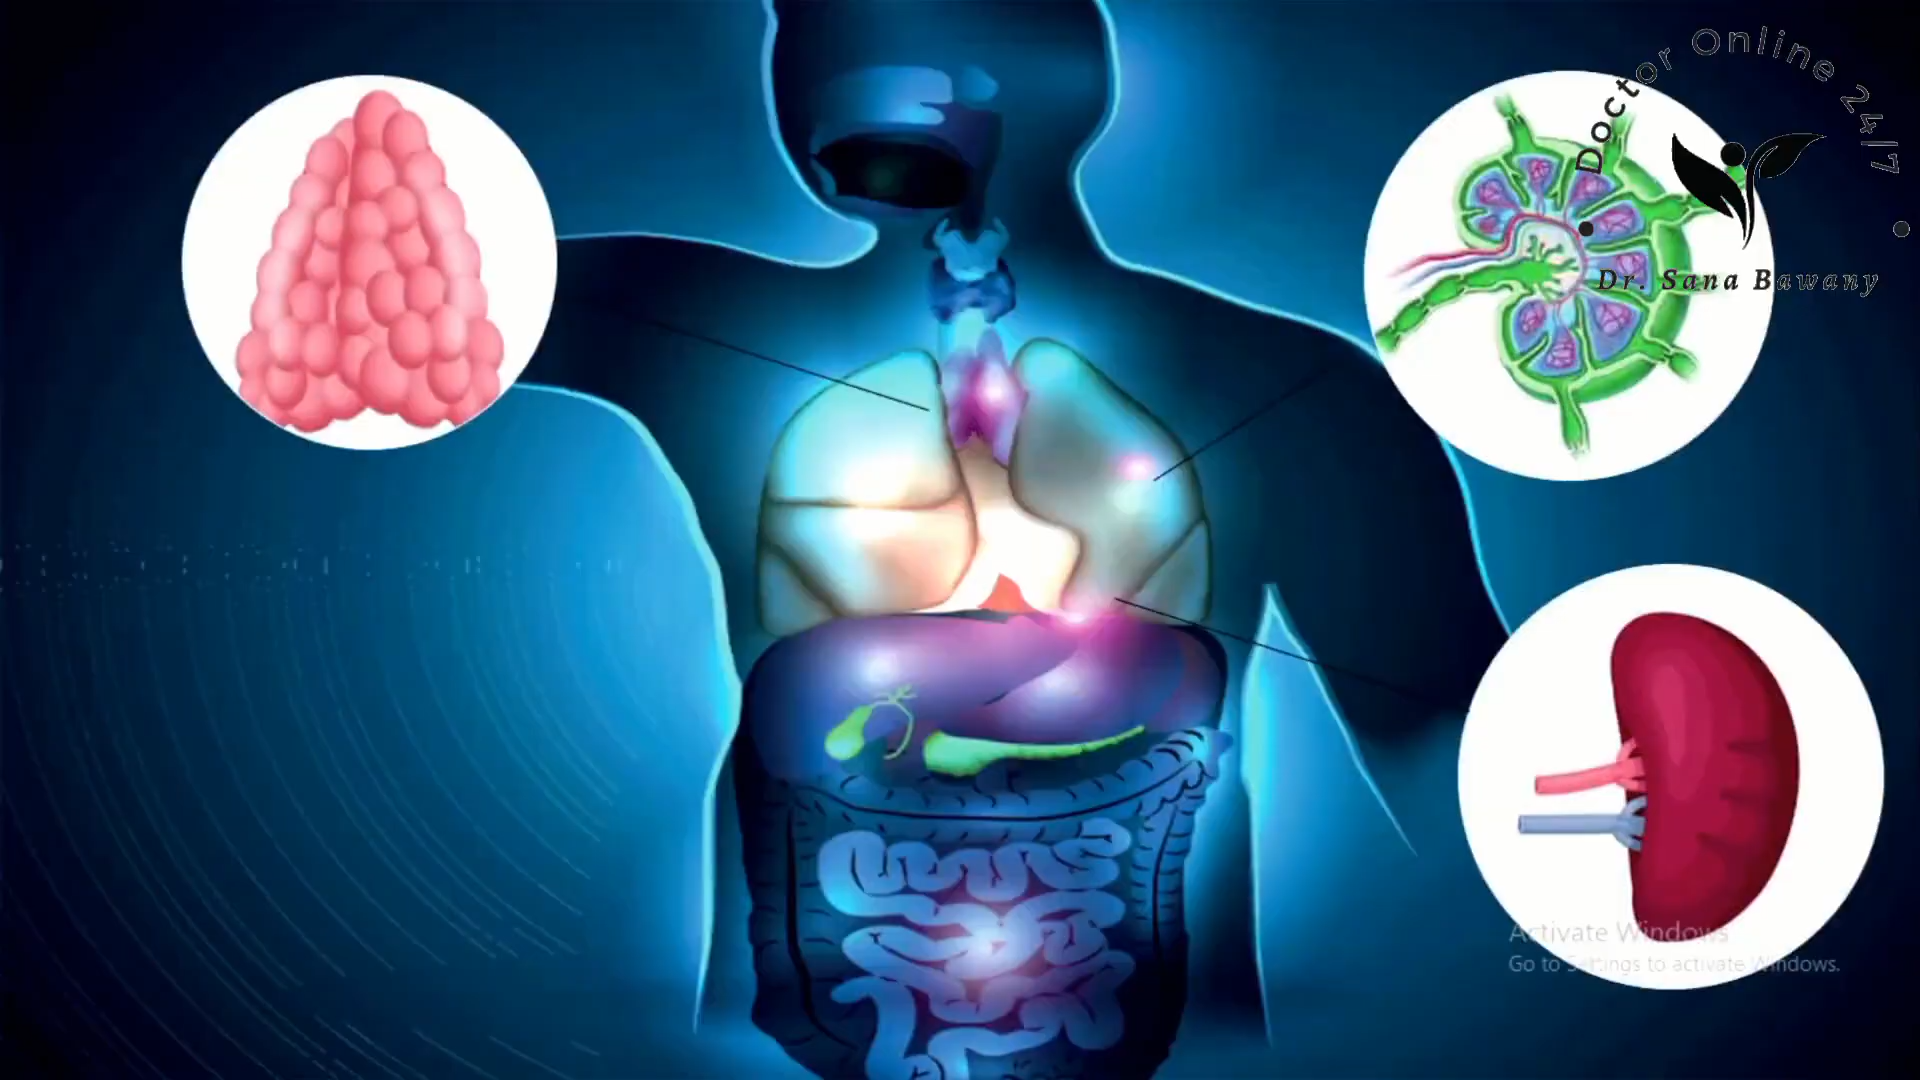 Doctor Online 24/7
Dr. Sana Bawany
Activate Windows
Go to Settings to activate Windows.